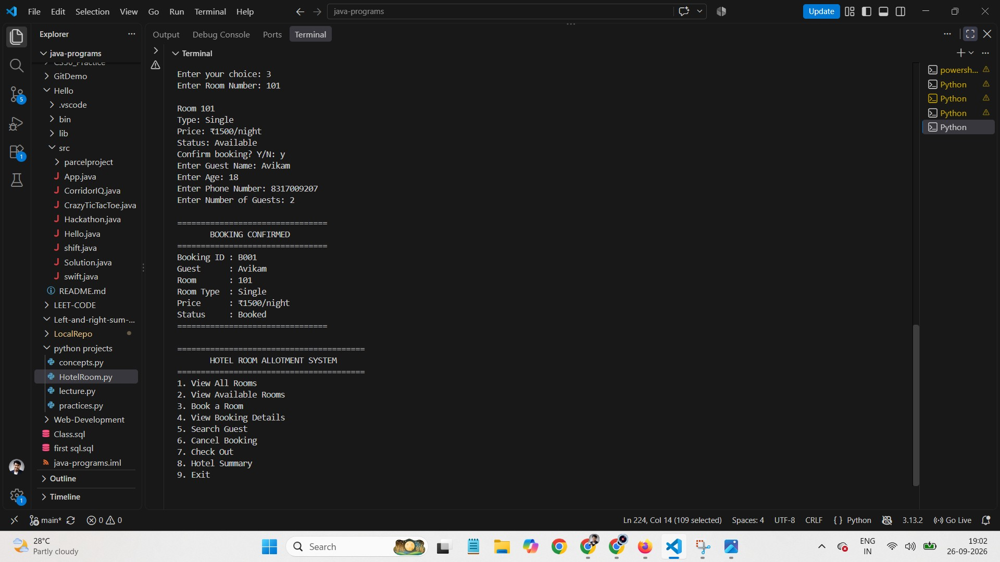 File Edit Selection View Go Run Terminal Help
java-programs
Update
Explorer
java-programs
CS50_Practice
GitDemo
Hello
.vscode
bin
lib
src
parcelproject
App.java
CorridorIQ.java
CrazyTicTacToe.java
Hackathon.java
Hello.java
shift.java
Solution.java
swift.java
README.md
LEET-CODE
Left-and-right-sum-...
LocalRepo
python projects
concepts.py
HotelRoom.py
lecture.py
practices.py
Web-Development
Class.sql
first sql.sql
java-programs.iml
Outline
Timeline
5
1
1
Output Debug Console Ports Terminal
Terminal
Enter your choice: 3
Enter Room Number: 101
Room 101
Type: Single
Price: ₹1500/night
Status: Available
Confirm booking? Y/N: y
Enter Guest Name: Avikam
Enter Age: 18
Enter Phone Number: 8317009207
Enter Number of Guests: 2
================================
BOOKING CONFIRMED
================================
Booking ID : B001
Guest : Avikam
Room : 101
Room Type : Single
Price : ₹1500/night
Status : Booked
================================
========================================
HOTEL ROOM ALLOTMENT SYSTEM
========================================
1. View All Rooms
2. View Available Rooms
3. Book a Room
4. View Booking Details
5. Search Guest
6. Cancel Booking
7. Check Out
8. Hotel Summary
9. Exit
powersh...
Python
Python
Python
Python
main* 0 0
Ln 224, Col 14 (109 selected) Spaces: 4 UTF-8 CRLF {} Python 3.13.2 Go Live
28°C
Partly cloudy
Search
ENG
IN
19:02
26-09-2026